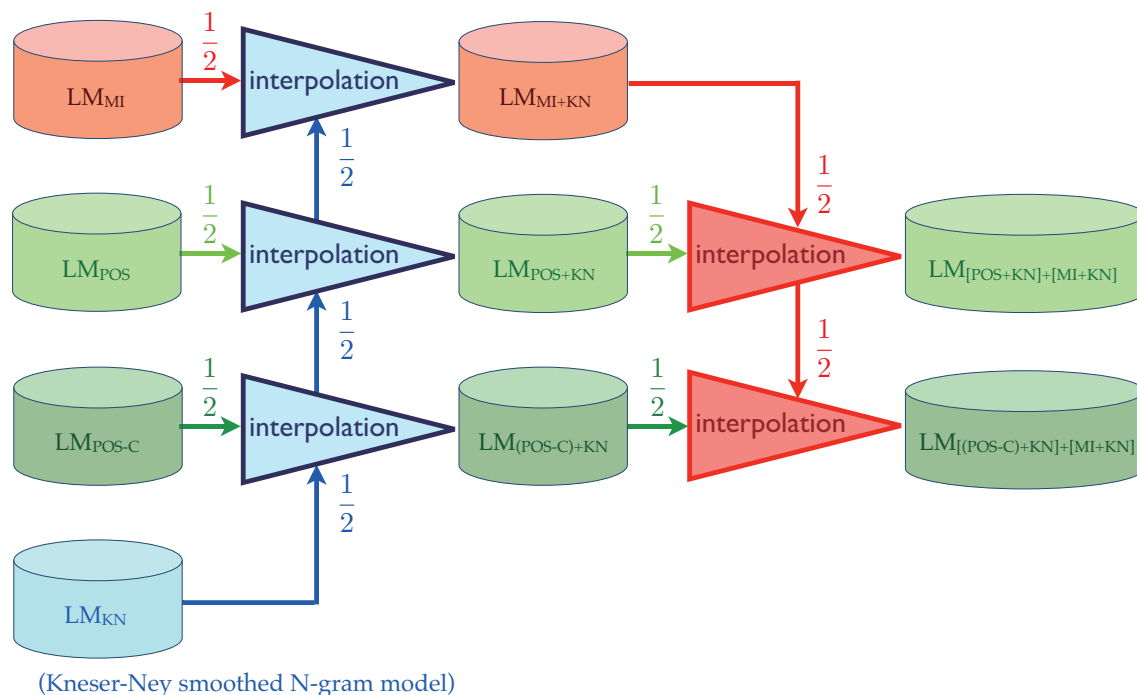 1/2
interpolation
LM_MI
LM_MI+KN
1/2
1/2
1/2
1/2
interpolation
interpolation
LM_POS
LM_POS+KN
LM_[POS+KN]+[MI+KN]
1/2
1/2
1/2
1/2
interpolation
interpolation
LM_POS-C
LM_(POS-C)+KN
LM_[(POS-C)+KN]+[MI+KN]
1/2
LM_KN
(Kneser-Ney smoothed N-gram model)